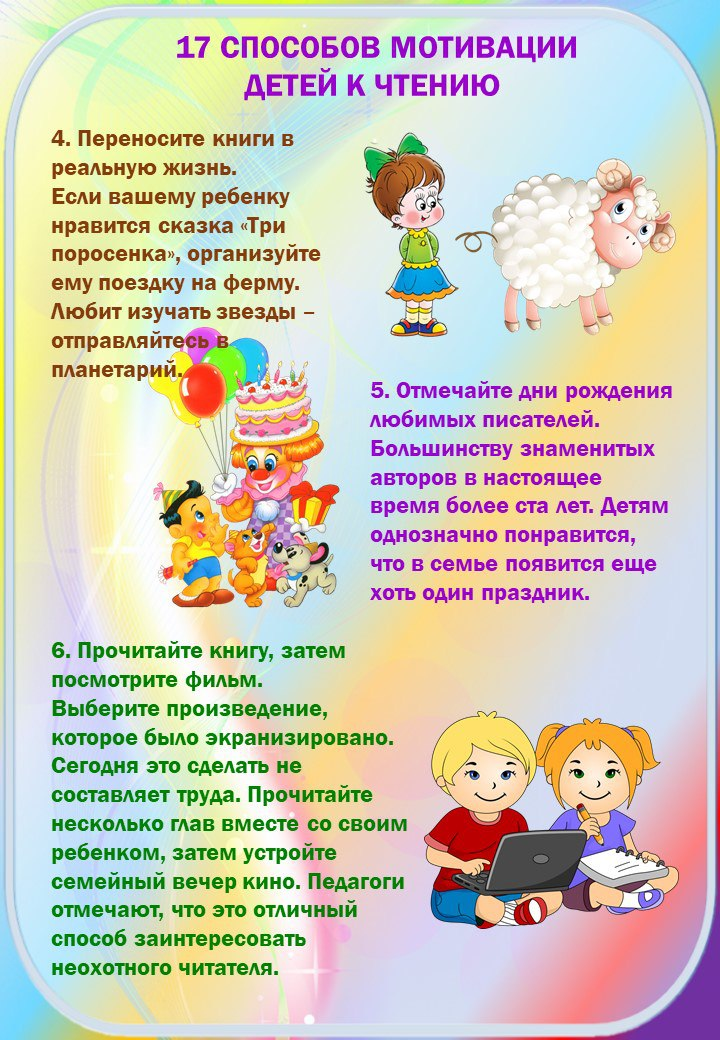 17 СПОСОБОВ МОТИВАЦИИ
ДЕТЕЙ К ЧТЕНИЮ
4. Переносите книги в
реальную жизнь.
Если вашему ребенку
нравится сказка «Три
поросенка», организуйте
ему поездку на ферму.
Любит изучать звезды –
отправляйтесь в
планетарий.
5. Отмечайте дни рождения
любимых писателей.
Большинству знаменитых
авторов в настоящее
время более ста лет. Детям
однозначно понравится,
что в семье появится еще
хоть один праздник.
6. Прочитайте книгу, затем
посмотрите фильм.
Выберите произведение,
которое было экранизировано.
Сегодня это сделать не
составляет труда. Прочитайте
несколько глав вместе со своим
ребенком, затем устройте
семейный вечер кино. Педагоги
отмечают, что это отличный
способ заинтересовать
неохотного читателя.